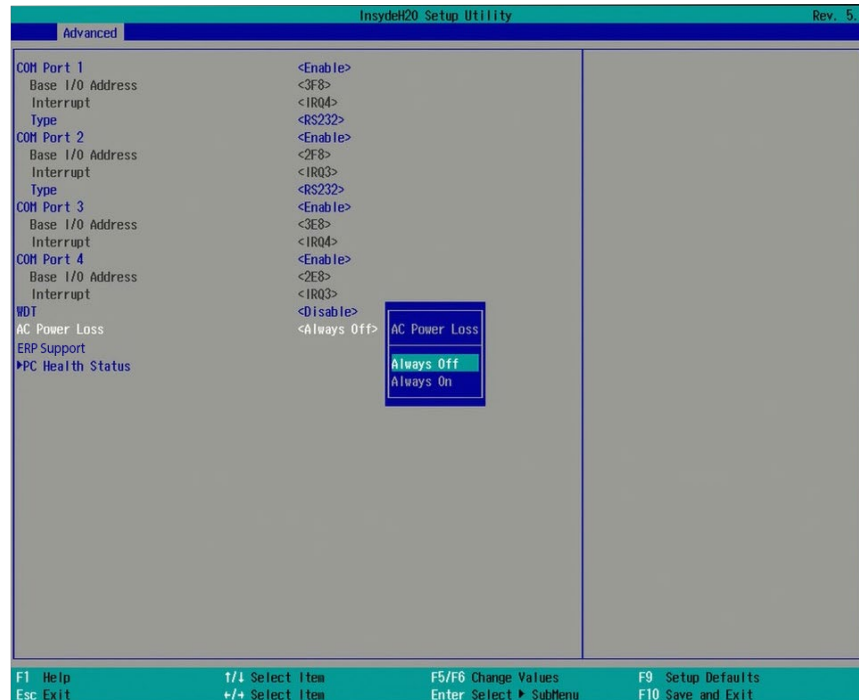 InsydeH20 Setup Utility Rev. 5.
Advanced
COM Port 1 <Enable>
Base I/O Address <3F8>
Interrupt <IRQ4>
Type <RS232>
COM Port 2 <Enable>
Base I/O Address <2F8>
Interrupt <IRQ3>
Type <RS232>
COM Port 3 <Enable>
Base I/O Address <3E8>
Interrupt <IRQ4>
COM Port 4 <Enable>
Base I/O Address <2E8>
Interrupt <IRQ3>
WDT <Disable>
AC Power Loss <Always Off>
ERP Support
▶PC Health Status
AC Power Loss
Always Off
Always On
F1 Help ↑/↓ Select Item F5/F6 Change Values F9 Setup Defaults
Esc Exit ←/→ Select Item Enter Select ▶ SubMenu F10 Save and Exit